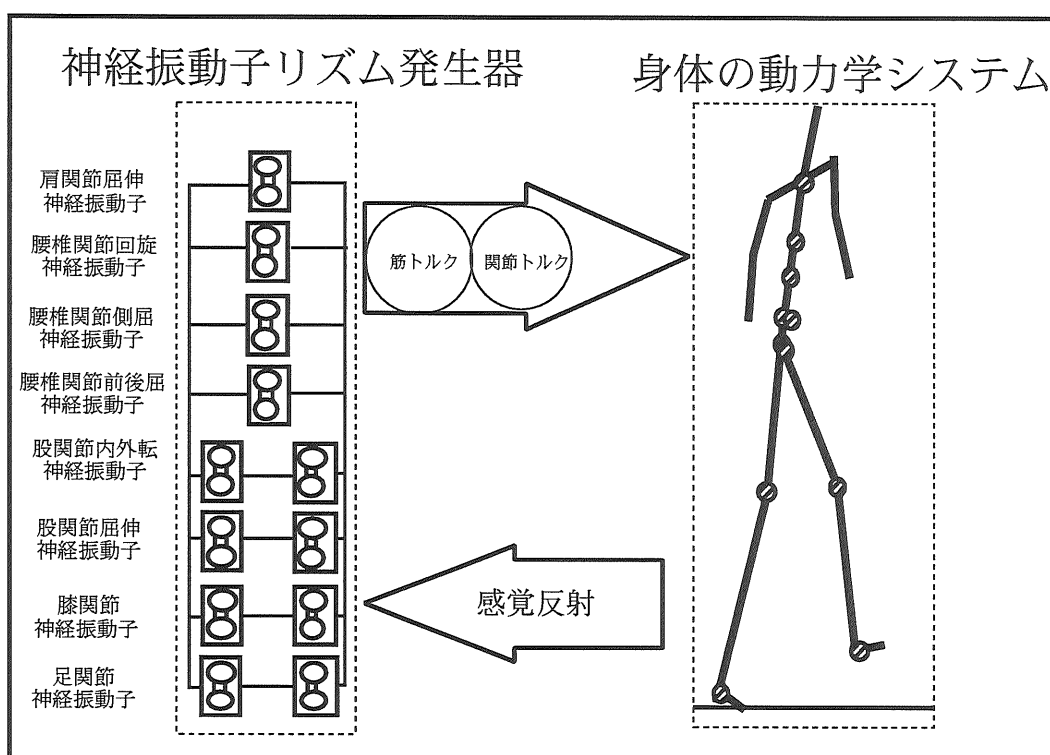 神経振動子リズム発生器
身体の動力学システム
肩関節屈伸
神経振動子
腰椎関節回旋
神経振動子
腰椎関節側屈
神経振動子
腰椎関節前後屈
神経振動子
股関節内外転
神経振動子
股関節屈伸
神経振動子
膝関節
神経振動子
足関節
神経振動子
筋トルク
関節トルク
感覚反射